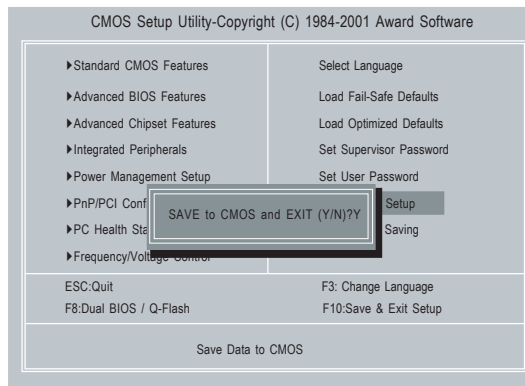 CMOS Setup Utility-Copyright (C) 1984-2001 Award Software
▶Standard CMOS Features
▶Advanced BIOS Features
▶Advanced Chipset Features
▶Integrated Peripherals
▶Power Management Setup
▶PnP/PCI Conf
▶PC Health Sta
▶Frequency/Voltage Control
Select Language
Load Fail-Safe Defaults
Load Optimized Defaults
Set Supervisor Password
Set User Password
Setup
Saving
SAVE to CMOS and EXIT (Y/N)?Y
ESC:Quit
F3: Change Language
F8:Dual BIOS / Q-Flash
F10:Save & Exit Setup
Save Data to CMOS